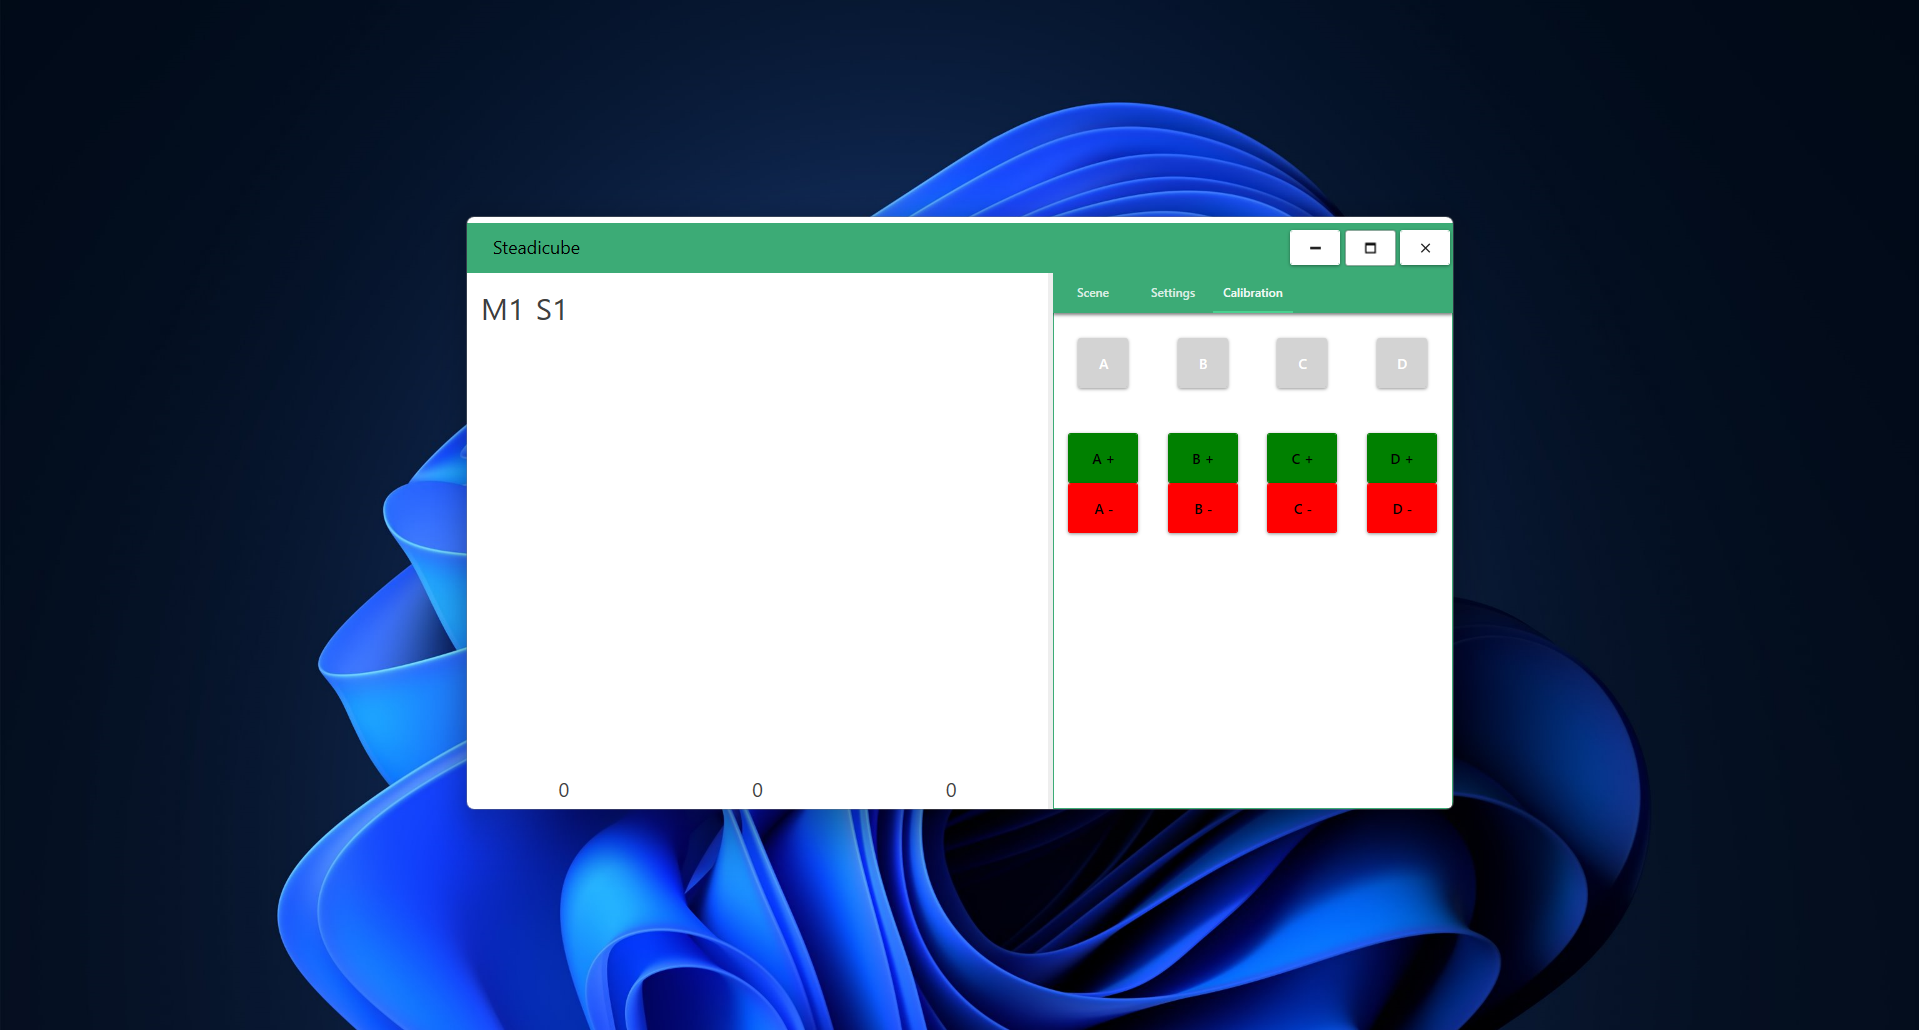 Steadicube
M1 S1
Scene Settings Calibration
A B C D
A + B + C + D +
A - B - C - D -
0 0 0